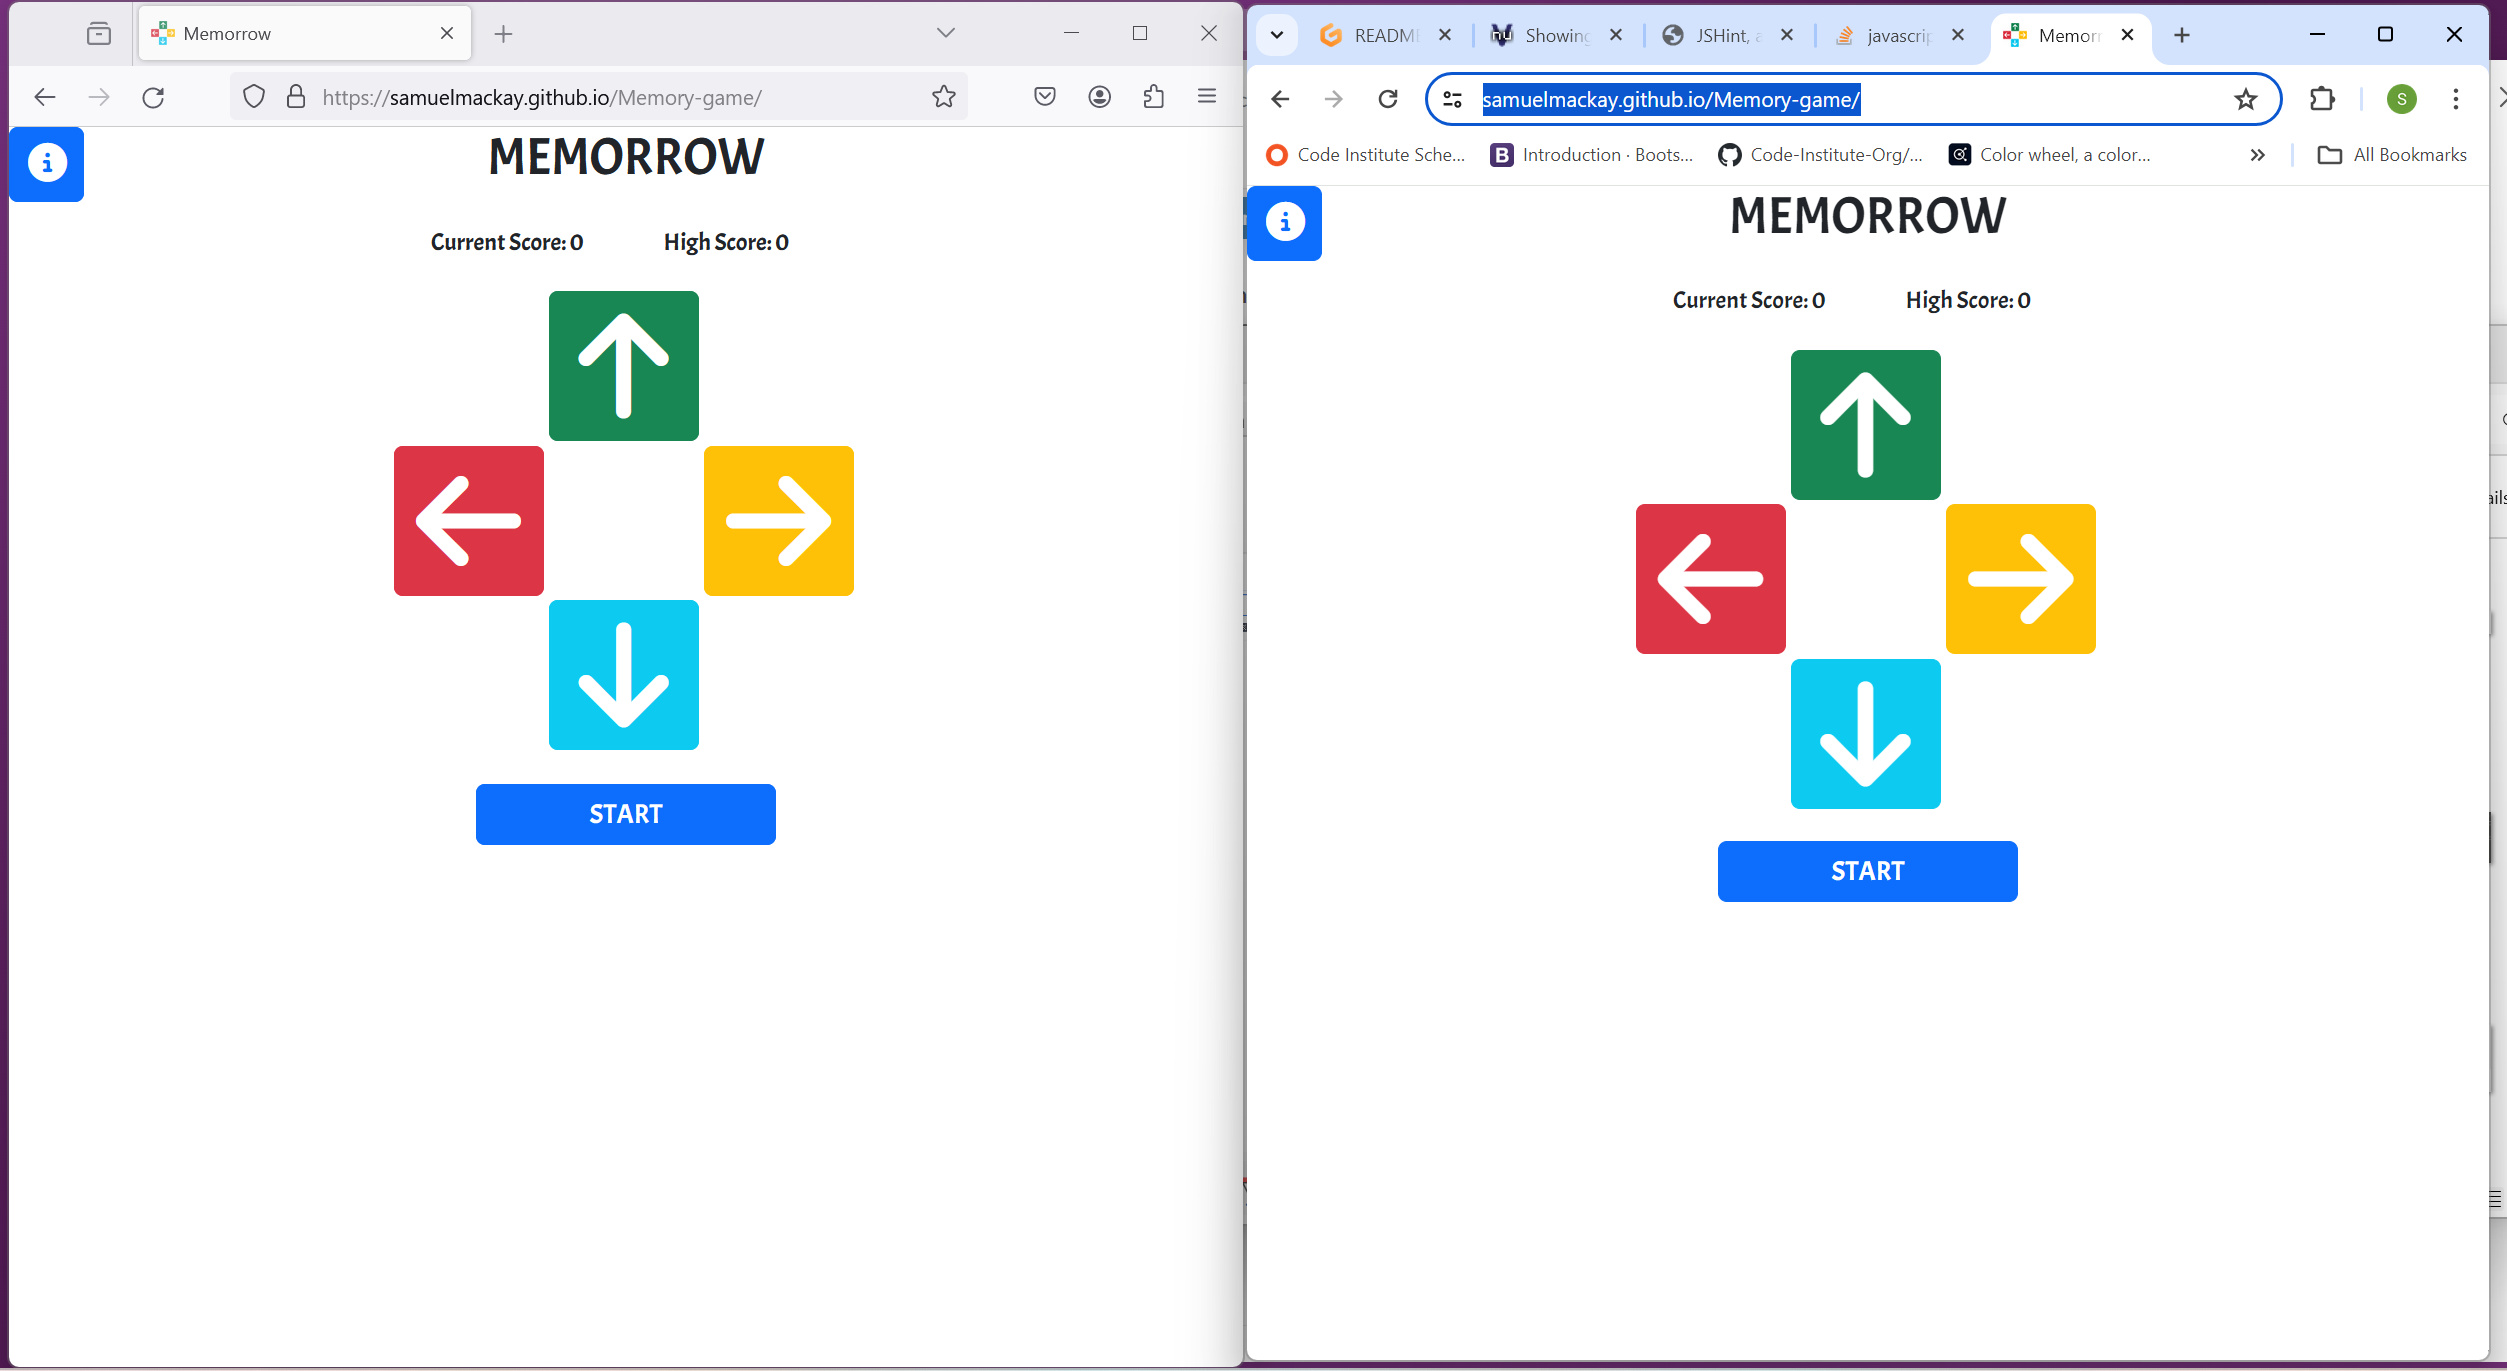 Memorrow
https://samuelmackay.github.io/Memory-game/
MEMORROW
Current Score: 0 High Score: 0
START
README
Showing
JSHint, a
javascrip
Memorr
samuelmackay.github.io/Memory-game/
S
Code Institute Sche...
Introduction · Boots...
Code-Institute-Org/...
Color wheel, a color...
All Bookmarks
MEMORROW
Current Score: 0 High Score: 0
START
ails